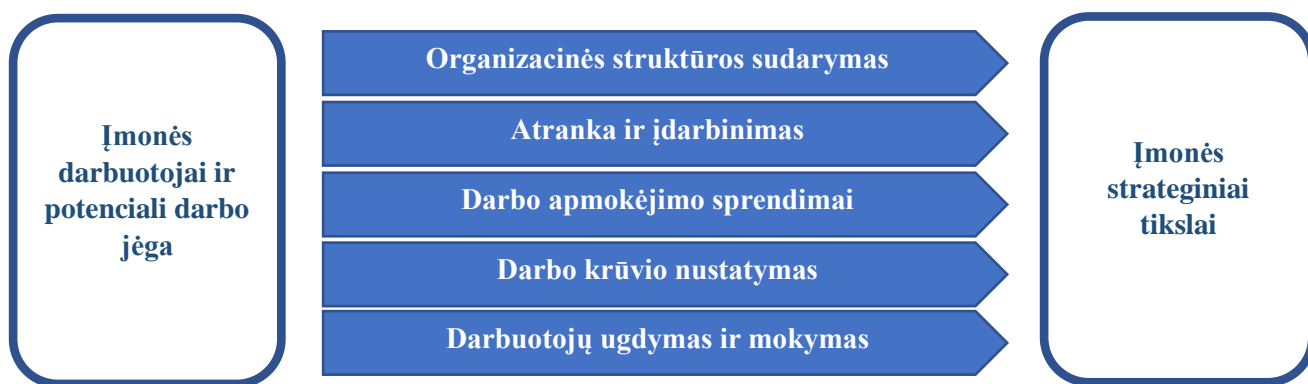 Įmonės
darbuotojai ir
potenciali darbo
jėga
Organizacinės struktūros sudarymas
Atranka ir įdarbinimas
Darbo apmokėjimo sprendimai
Darbo krūvio nustatymas
Darbuotojų ugdymas ir mokymas
Įmonės
strateginiai
tikslai